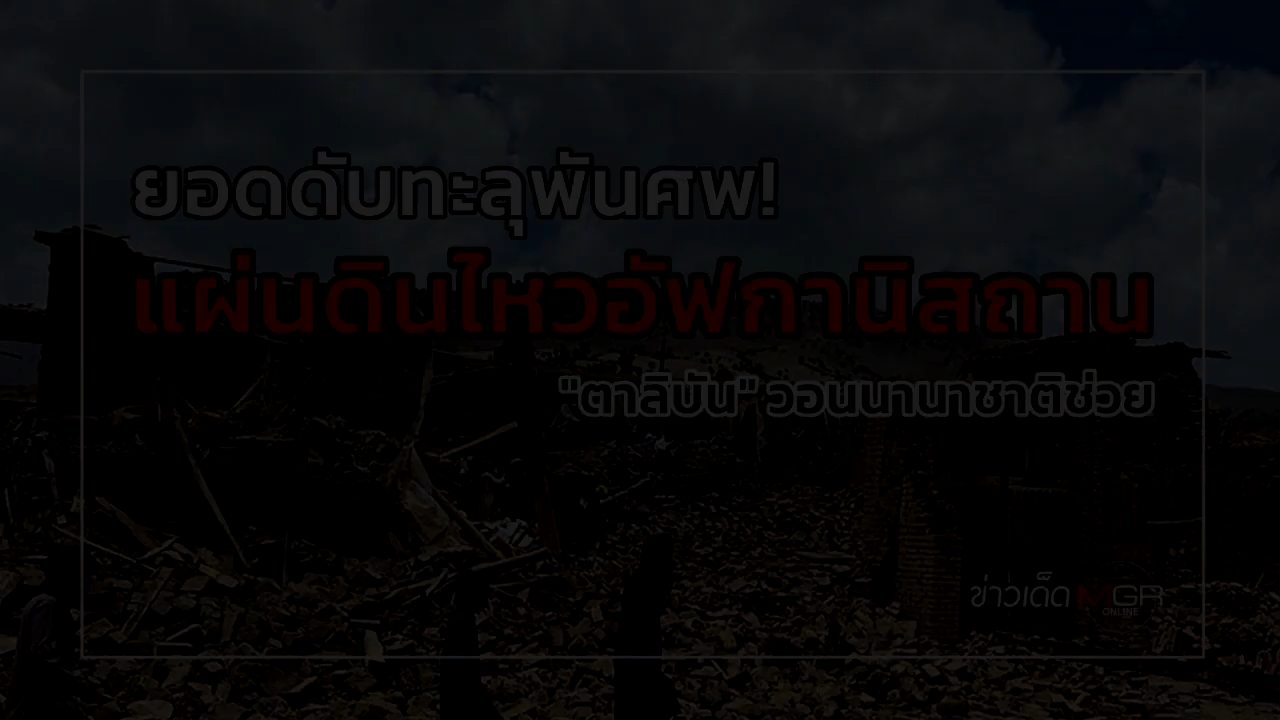 ยอดดับทะลุพันศพ!
แผ่นดินไหวอัฟกานิสถาน
"ตาลีบัน" วอนนานาชาติช่วย
ข่าวเด็ด MGR
ONLINE